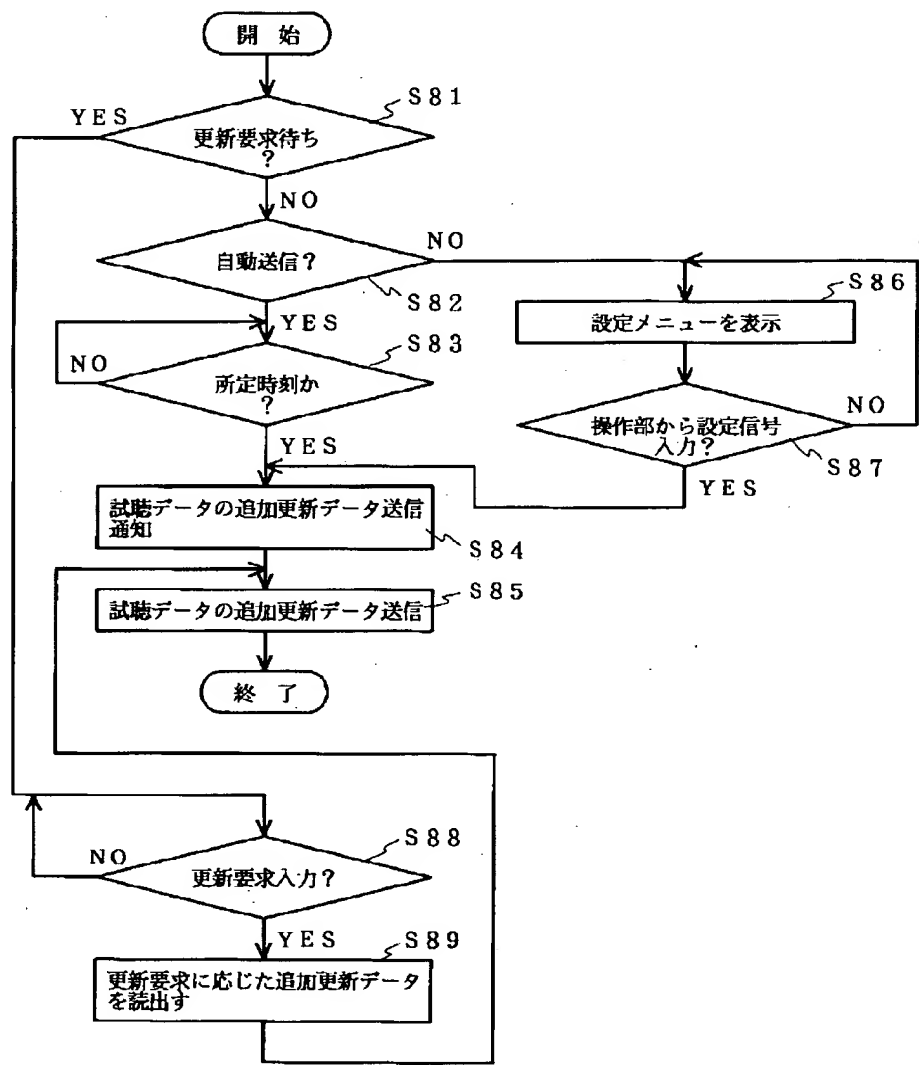 開 始
S81
YES
更新要求待ち
?
NO
自動送信?
NO
S82
YES
S86
設定メニューを表示
S83
NO
所定時刻か
?
YES
操作部から設定信号
入力?
NO
S87
YES
試聴データの追加更新データ送信
通知
S84
S85
試聴データの追加更新データ送信
終 了
S88
NO
更新要求入力?
YES
S89
更新要求に応じた追加更新データ
を読出す